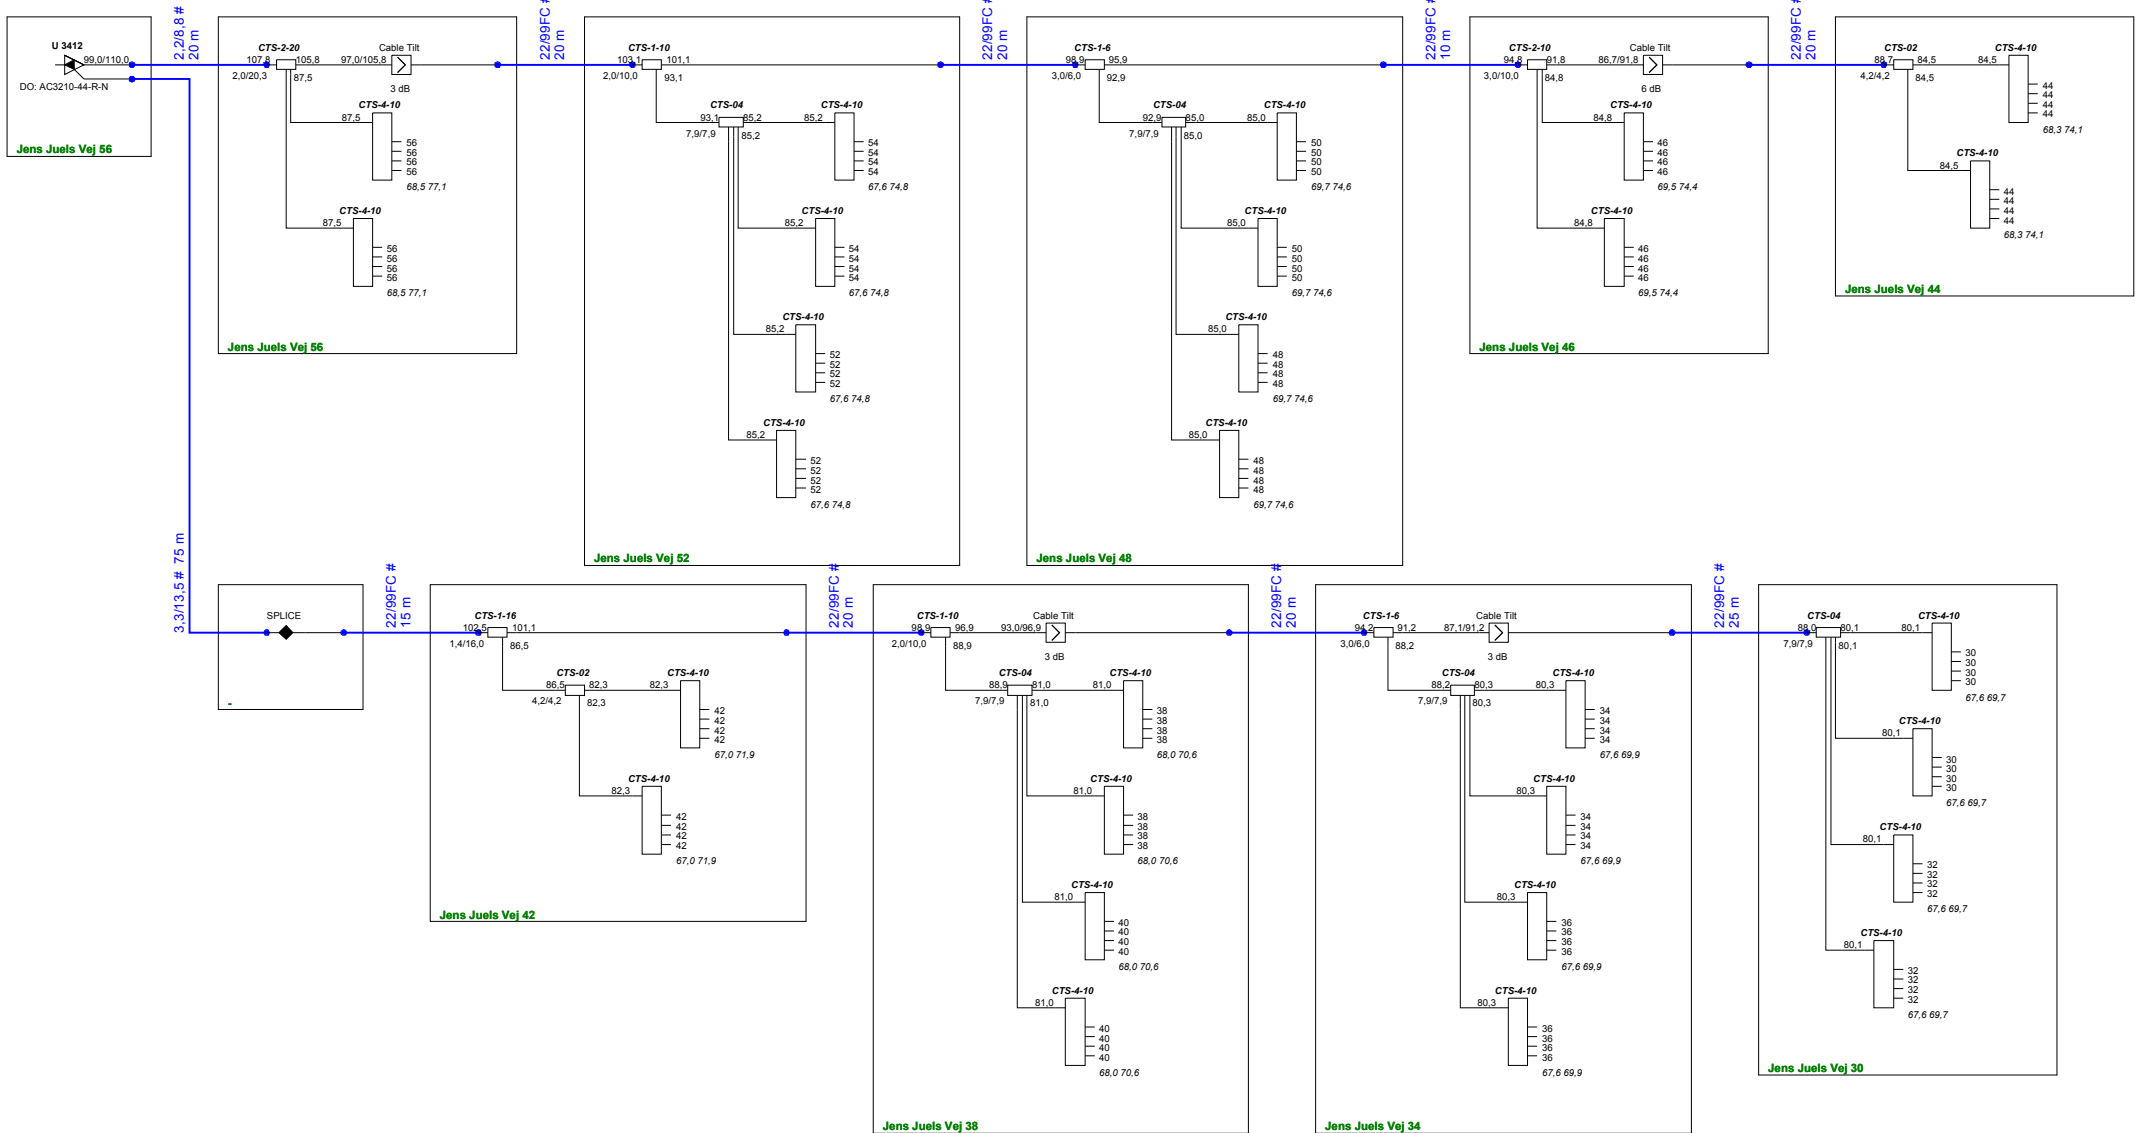 U 3412
99,0/110,0
DO: AC3210-44-R-N
Jens Juels Vej 56
2,2/8,8 #
20 m
CTS-2-20
107,8
105,8
2,0/20,3
87,5
97,0/105,8
Cable Tilt
3 dB
CTS-4-10
87,5
56
56
56
56
68,5 77,1
CTS-4-10
87,5
56
56
56
56
68,5 77,1
Jens Juels Vej 56
22/99FC #
20 m
CTS-1-10
103,1
101,1
2,0/10,0
93,1
CTS-04
93,1
85,2
7,9/7,9
85,2
CTS-4-10
85,2
54
54
54
54
67,6 74,8
CTS-4-10
85,2
54
54
54
54
67,6 74,8
CTS-4-10
85,2
52
52
52
52
67,6 74,8
CTS-4-10
85,2
52
52
52
52
67,6 74,8
Jens Juels Vej 52
22/99FC #
20 m
CTS-1-6
98,9
95,9
3,0/6,0
92,9
CTS-04
92,9
85,0
7,9/7,9
85,0
CTS-4-10
85,0
50
50
50
50
69,7 74,6
CTS-4-10
85,0
50
50
50
50
69,7 74,6
CTS-4-10
85,0
48
48
48
48
69,7 74,6
CTS-4-10
85,0
48
48
48
48
69,7 74,6
Jens Juels Vej 48
22/99FC #
10 m
CTS-2-10
94,8
91,8
3,0/10,0
84,8
86,7/91,8
Cable Tilt
6 dB
CTS-4-10
84,8
46
46
46
46
69,5 74,4
CTS-4-10
84,8
46
46
46
46
69,5 74,4
Jens Juels Vej 46
22/99FC #
20 m
CTS-02
88,7
84,5
4,2/4,2
84,5
CTS-4-10
84,5
44
44
44
44
68,3 74,1
CTS-4-10
84,5
44
44
44
44
68,3 74,1
Jens Juels Vej 44
3,3/13,5 # 75 m
SPLICE
-
22/99FC #
15 m
CTS-1-16
102,5
101,1
1,4/16,0
86,5
CTS-02
86,5
82,3
4,2/4,2
82,3
CTS-4-10
82,3
42
42
42
42
67,0 71,9
CTS-4-10
82,3
42
42
42
42
67,0 71,9
Jens Juels Vej 42
22/99FC #
20 m
CTS-1-10
98,9
96,9
2,0/10,0
88,9
93,0/96,9
Cable Tilt
3 dB
CTS-04
88,9
81,0
7,9/7,9
81,0
CTS-4-10
81,0
38
38
38
38
68,0 70,6
CTS-4-10
81,0
38
38
38
38
68,0 70,6
CTS-4-10
81,0
40
40
40
40
68,0 70,6
CTS-4-10
81,0
40
40
40
40
68,0 70,6
Jens Juels Vej 38
22/99FC #
20 m
CTS-1-6
94,2
91,2
3,0/6,0
88,2
87,1/91,2
Cable Tilt
3 dB
CTS-04
88,2
80,3
7,9/7,9
80,3
CTS-4-10
80,3
34
34
34
34
67,6 69,9
CTS-4-10
80,3
34
34
34
34
67,6 69,9
CTS-4-10
80,3
36
36
36
36
67,6 69,9
CTS-4-10
80,3
36
36
36
36
67,6 69,9
Jens Juels Vej 34
22/99FC #
25 m
CTS-04
88,0
80,1
7,9/7,9
80,1
CTS-4-10
80,1
30
30
30
30
67,6 69,7
CTS-4-10
80,1
30
30
30
30
67,6 69,7
CTS-4-10
80,1
32
32
32
32
67,6 69,7
CTS-4-10
80,1
32
32
32
32
67,6 69,7
Jens Juels Vej 30